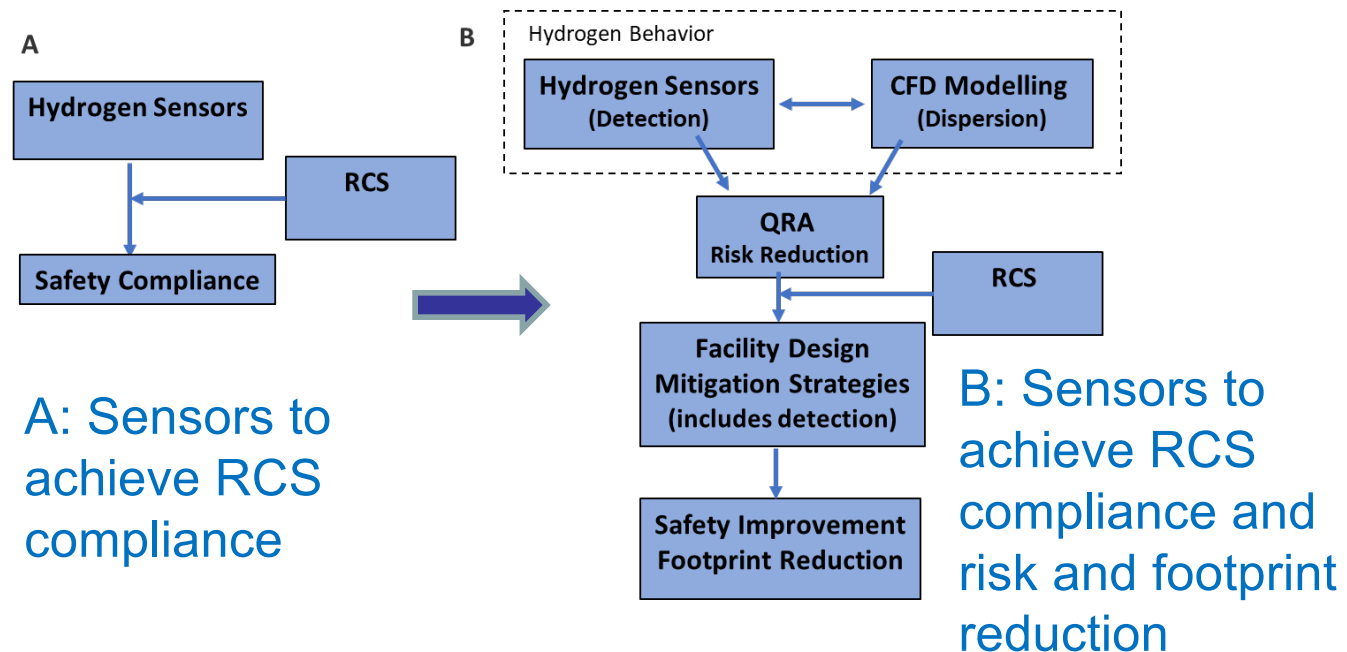 A
Hydrogen Sensors
RCS
Safety Compliance
A: Sensors to
achieve RCS
compliance
B
Hydrogen Behavior
Hydrogen Sensors
(Detection)
CFD Modelling
(Dispersion)
QRA
Risk Reduction
RCS
Facility Design
Mitigation Strategies
(includes detection)
Safety Improvement
Footprint Reduction
B: Sensors to
achieve RCS
compliance and
risk and footprint
reduction